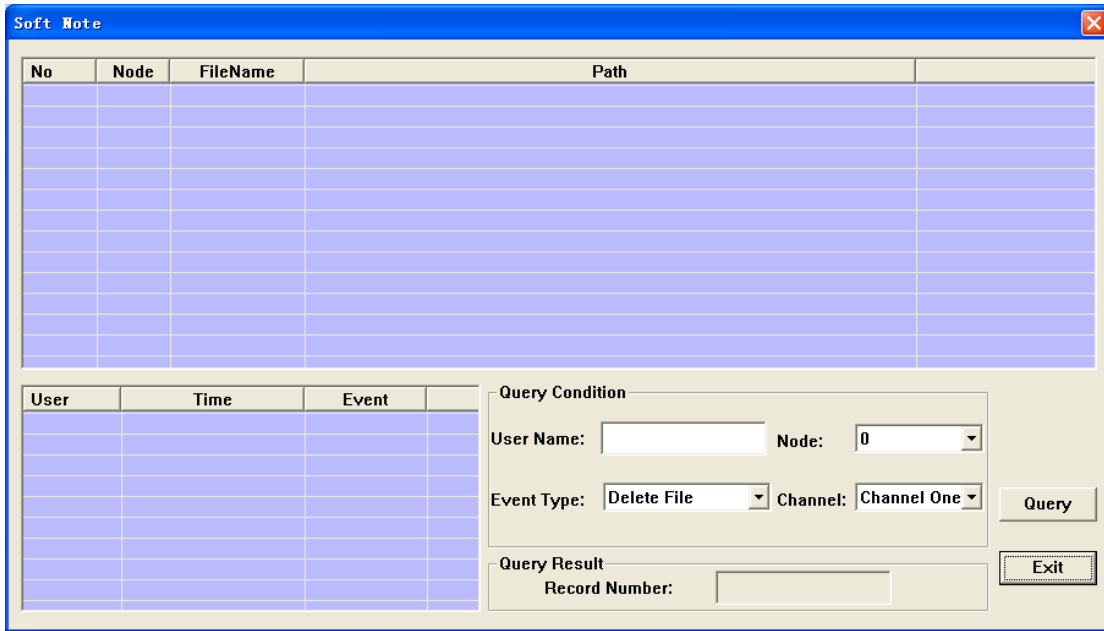 Soft Note
No Node FileName Path
User Time Event
Query Condition
User Name: Node: 0
Event Type: Delete File Channel: Channel One
Query
Query Result
Exit
Record Number: